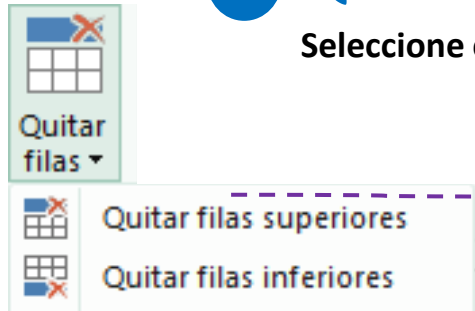 Seleccione
Quitar
filas
Quitar filas superiores
Quitar filas inferiores